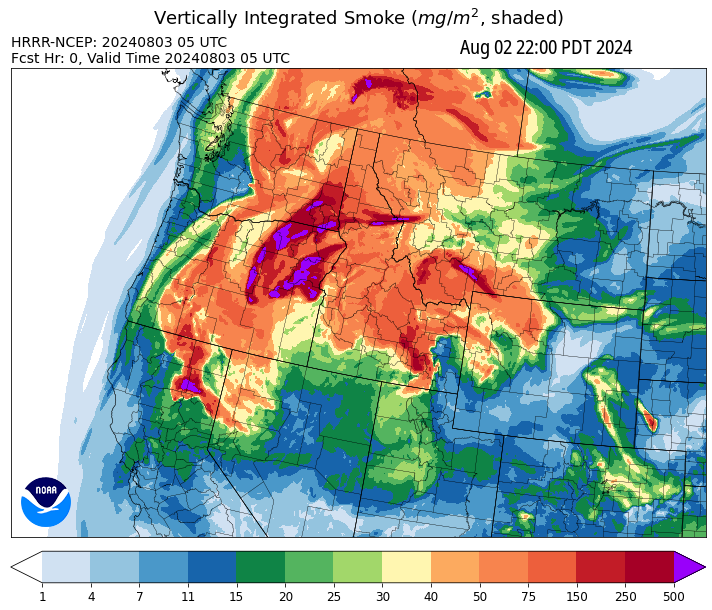 Vertically Integrated Smoke (mg/m², shaded)
HRRR-NCEP: 20240803 05 UTC
Fcst Hr: 0, Valid Time 20240803 05 UTC
Aug 02 22:00 PDT 2024
NOAA
1 4 7 11 15 20 25 30 40 50 75 150 250 500